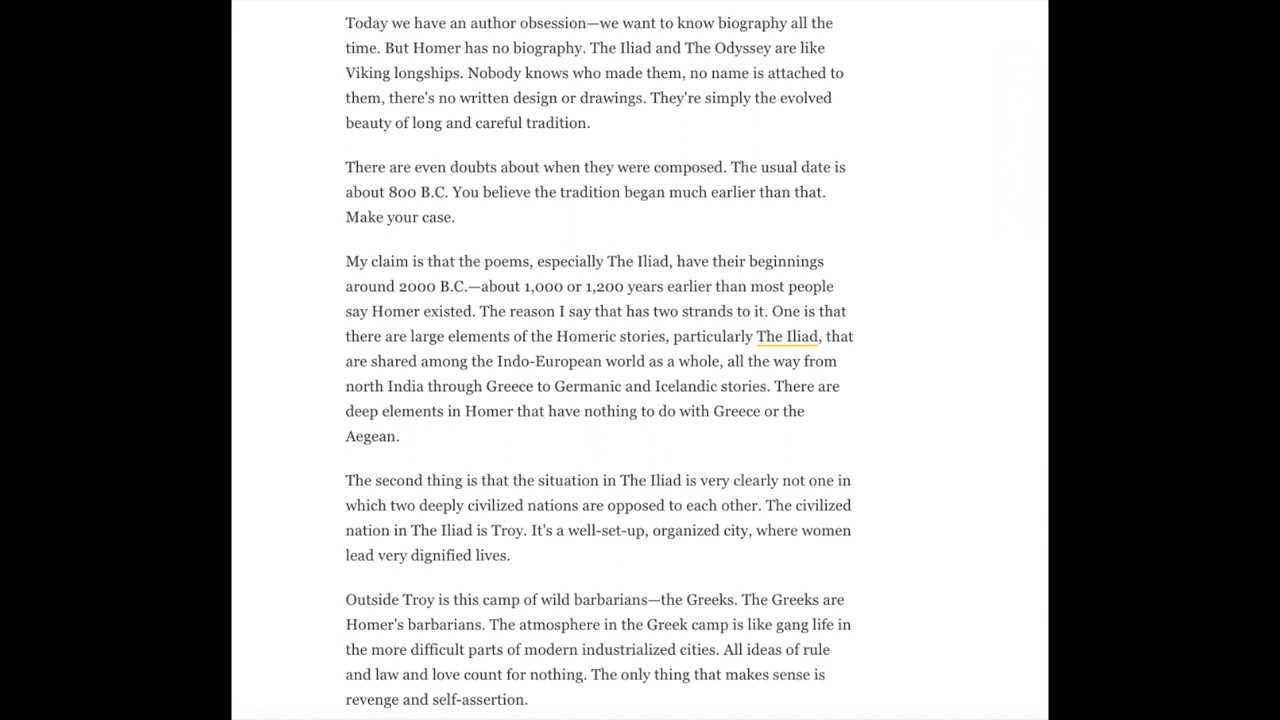 Today we have an author obsession—we want to know biography all the
time. But Homer has no biography. The Iliad and The Odyssey are like
Viking longships. Nobody knows who made them, no name is attached to
them, there's no written design or drawings. They're simply the evolved
beauty of long and careful tradition.
There are even doubts about when they were composed. The usual date is
about 800 B.C. You believe the tradition began much earlier than that.
Make your case.
My claim is that the poems, especially The Iliad, have their beginnings
around 2000 B.C.—about 1,000 or 1,200 years earlier than most people
say Homer existed. The reason I say that has two strands to it. One is that
there are large elements of the Homeric stories, particularly The Iliad, that
are shared among the Indo-European world as a whole, all the way from
north India through Greece to Germanic and Icelandic stories. There are
deep elements in Homer that have nothing to do with Greece or the
Aegean.
The second thing is that the situation in The Iliad is very clearly not one in
which two deeply civilized nations are opposed to each other. The civilized
nation in The Iliad is Troy. It's a well-set-up, organized city, where women
lead very dignified lives.
Outside Troy is this camp of wild barbarians—the Greeks. The Greeks are
Homer's barbarians. The atmosphere in the Greek camp is like gang life in
the more difficult parts of modern industrialized cities. All ideas of rule
and law and love count for nothing. The only thing that makes sense is
revenge and self-assertion.